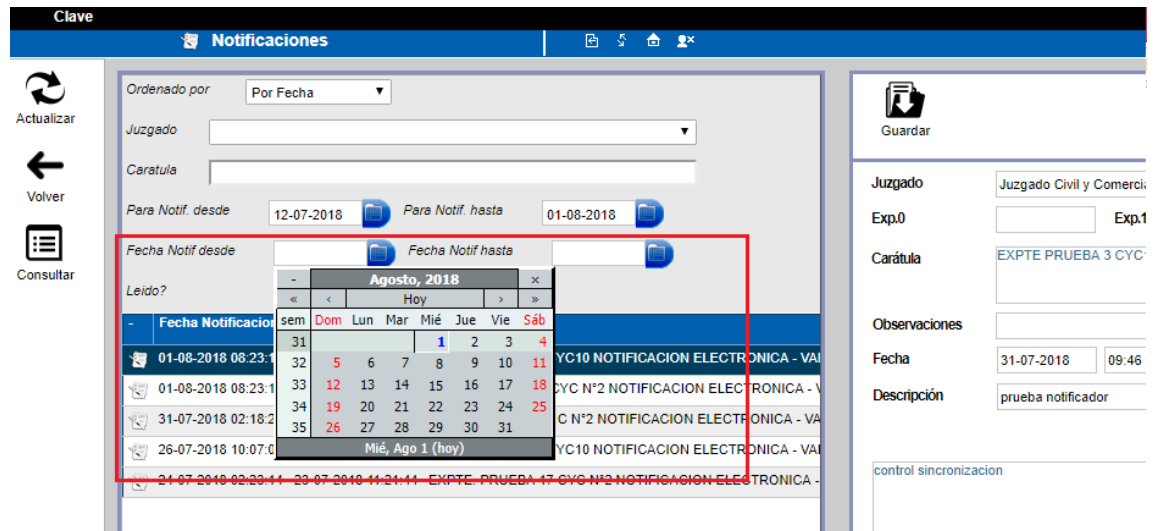 Clave
Notificaciones
Actualizar
Volver
Consultar
Ordenado por Por Fecha
Juzgado
Caratula
Para Notif. desde 12-07-2018 Para Notif. hasta 01-08-2018
Fecha Notif desde Fecha Notif hasta
Leido?
- Agosto, 2018 ×
« ‹ Hoy › »
sem Dom Lun Mar Mié Jue Vie Sáb
31 1 2 3 4
32 5 6 7 8 9 10 11
33 12 13 14 15 16 17 18
34 19 20 21 22 23 24 25
35 26 27 28 29 30 31
Mié, Ago 1 (hoy)
- Fecha Notificacion
01-08-2018 08:23:1 YC10 NOTIFICACION ELECTRONICA - VA
01-08-2018 08:23:1 CYC N°2 NOTIFICACION ELECTRONICA - V
31-07-2018 02:18:2 C N°2 NOTIFICACION ELECTRONICA - VA
26-07-2018 10:07:0 YC10 NOTIFICACION ELECTRONICA - VA
24-07-2018 02:23:11 23-07-2018 11:21:44 EXPTE. PRUEBA 17 CYC N°2 NOTIFICACION ELECTRONICA -
Guardar
Juzgado Juzgado Civil y Comercia
Exp.0 Exp.1
Carátula EXPTE PRUEBA 3 CYC
Observaciones
Fecha 31-07-2018 09:46
Descripción prueba notificador
control sincronizacion